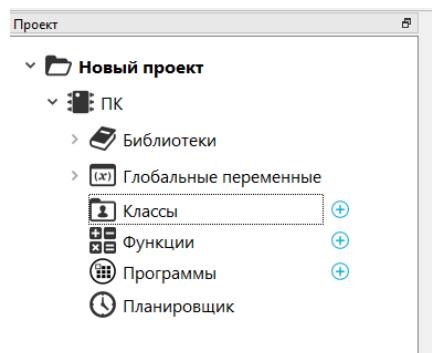 Проект
Новый проект
ПК
Библиотеки
(x) Глобальные переменные
Классы
Функции
Программы
Планировщик